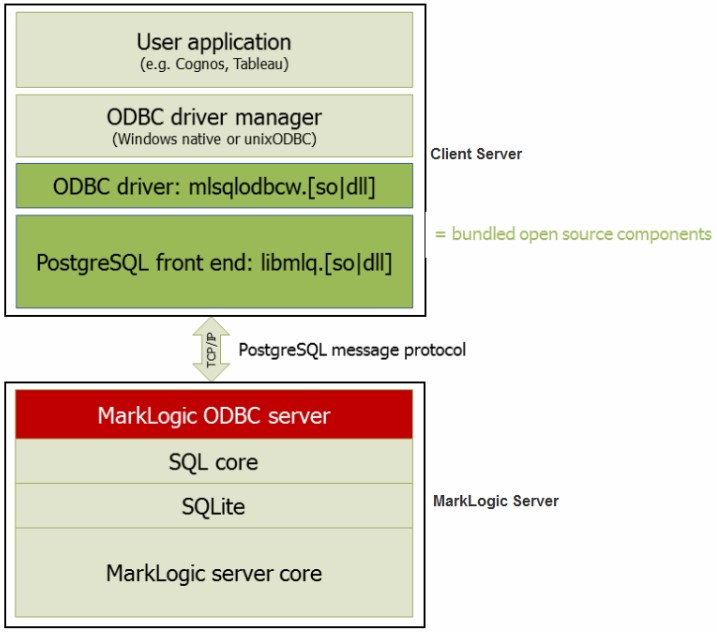 User application
(e.g. Cognos, Tableau)
ODBC driver manager
(Windows native or unixODBC)
ODBC driver: mlsqlodbcw.[so|dll]
PostgreSQL front end: libmlq.[so|dll]
Client Server
= bundled open source components
TCP/IP
PostgreSQL message protocol
MarkLogic ODBC server
SQL core
SQLite
MarkLogic server core
MarkLogic Server